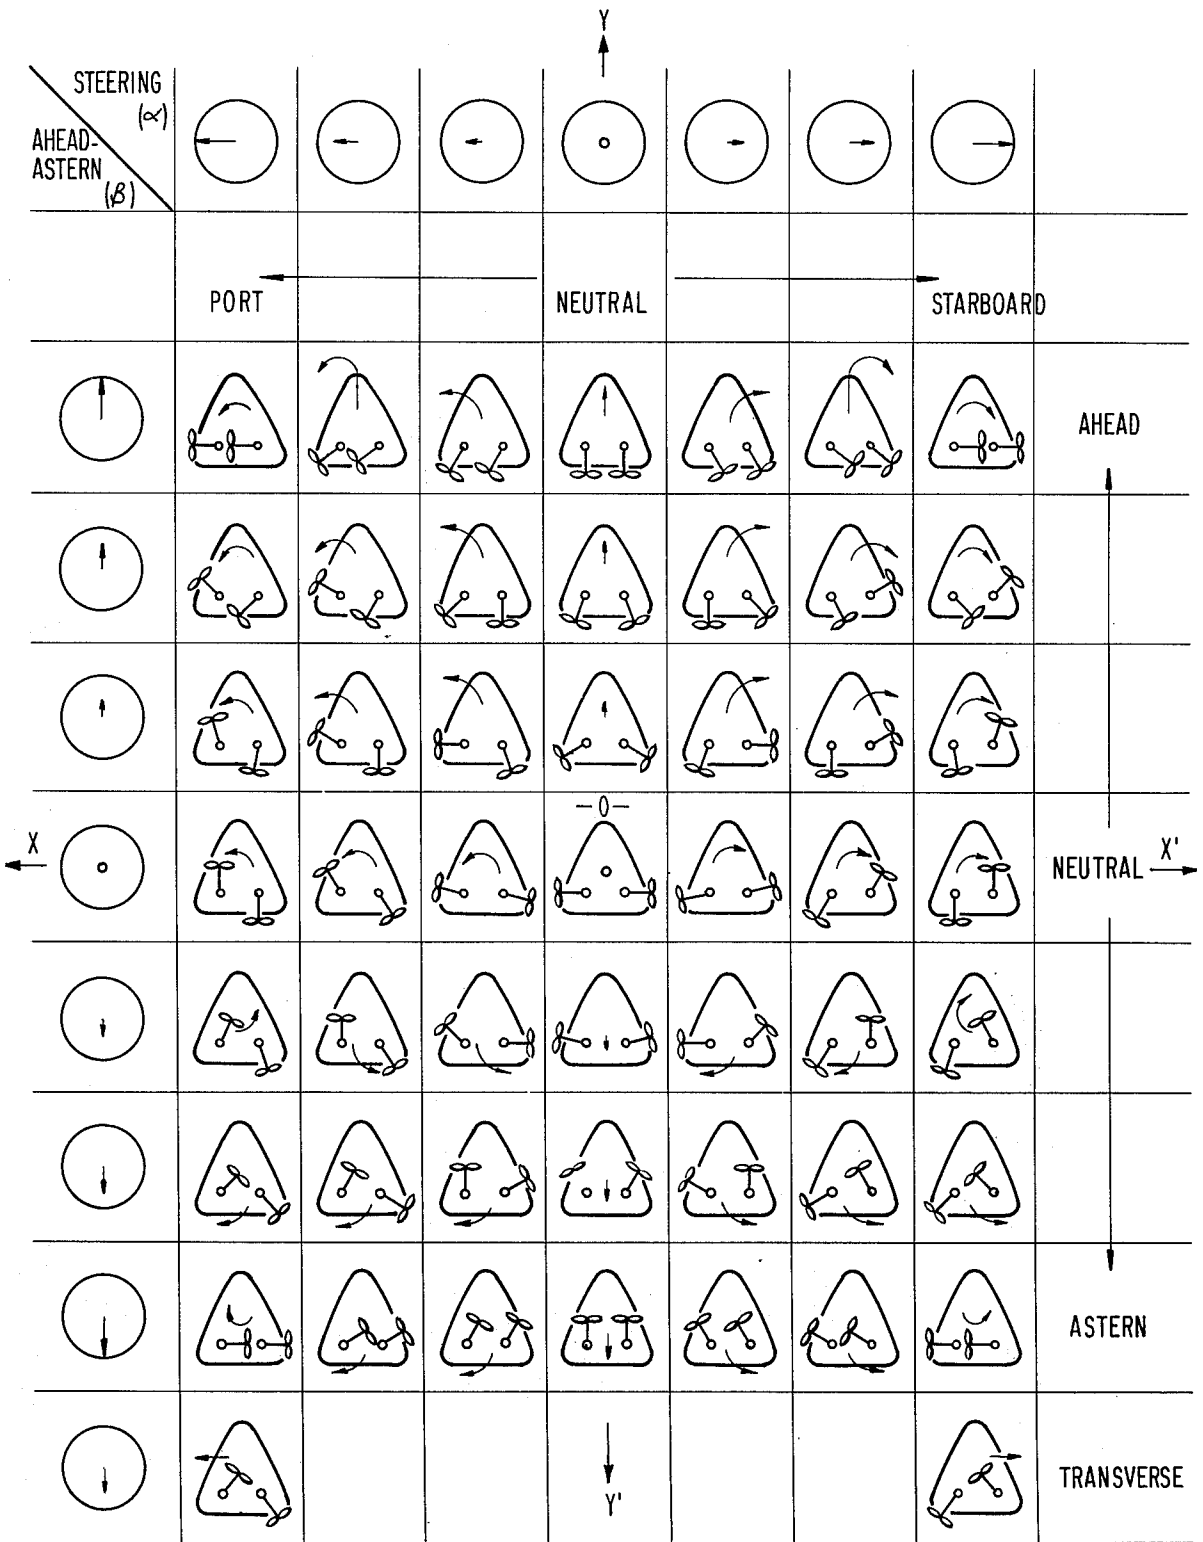 Y
STEERING
(α)
AHEAD-
ASTERN
(β)
PORT
NEUTRAL
STARBOARD
AHEAD
-0-
X
NEUTRAL
X'
ASTERN
Y'
TRANSVERSE